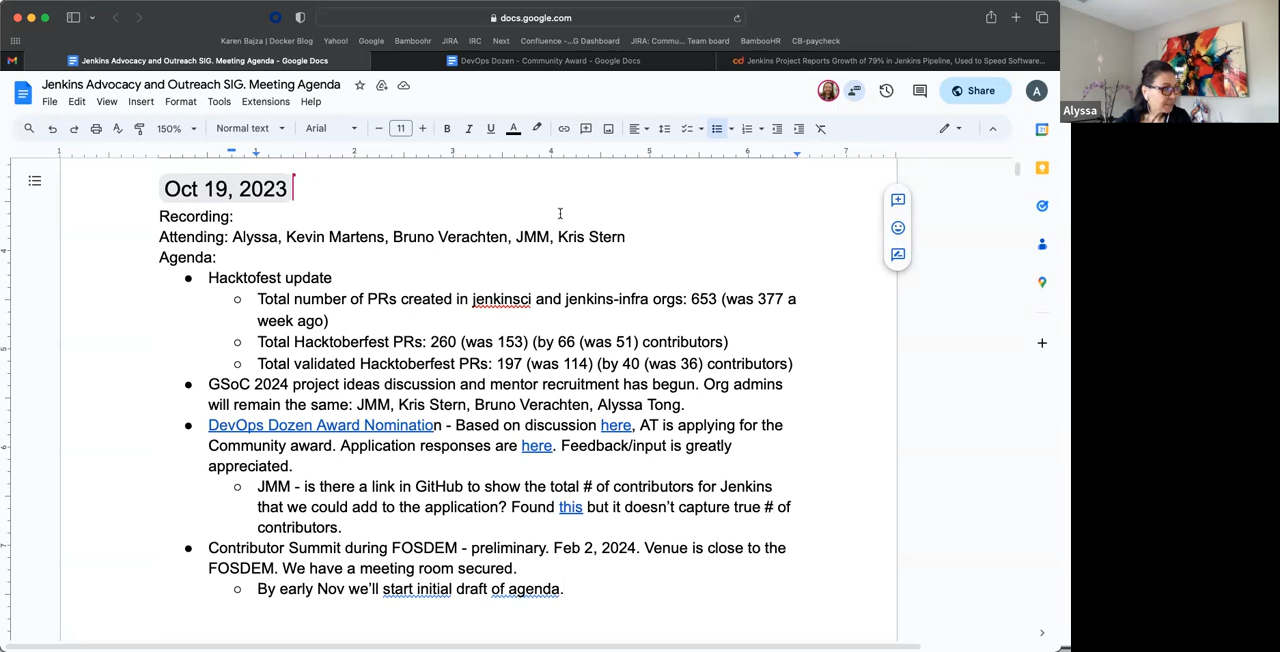 docs.google.com
Karen Bajza | Docker Blog Yahoo! Google Bamboohr JIRA IRC Next Confluence -...G Dashboard JIRA: Commu... Team board BambooHR CB-paycheck
Jenkins Advocacy and Outreach SIG. Meeting Agenda - Google Docs DevOps Dozen - Community Award - Google Docs Jenkins Project Reports Growth of 79% in Jenkins Pipeline, Used to Speed Software...
Jenkins Advocacy and Outreach SIG. Meeting Agenda
File Edit View Insert Format Tools Extensions Help
Share
A
Alyssa
150% Normal text Arial 11 B I U A
1 1 2 3 4 5 6 7
Oct 19, 2023
Recording:
Attending: Alyssa, Kevin Martens, Bruno Verachten, JMM, Kris Stern
Agenda:
● Hacktofest update
○ Total number of PRs created in jenkinsci and jenkins-infra orgs: 653 (was 377 a
week ago)
○ Total Hacktoberfest PRs: 260 (was 153) (by 66 (was 51) contributors)
○ Total validated Hacktoberfest PRs: 197 (was 114) (by 40 (was 36) contributors)
● GSoC 2024 project ideas discussion and mentor recruitment has begun. Org admins
will remain the same: JMM, Kris Stern, Bruno Verachten, Alyssa Tong.
● DevOps Dozen Award Nomination - Based on discussion here, AT is applying for the
Community award. Application responses are here. Feedback/input is greatly
appreciated.
○ JMM - is there a link in GitHub to show the total # of contributors for Jenkins
that we could add to the application? Found this but it doesn't capture true # of
contributors.
● Contributor Summit during FOSDEM - preliminary. Feb 2, 2024. Venue is close to the
FOSDEM. We have a meeting room secured.
○ By early Nov we'll start initial draft of agenda.